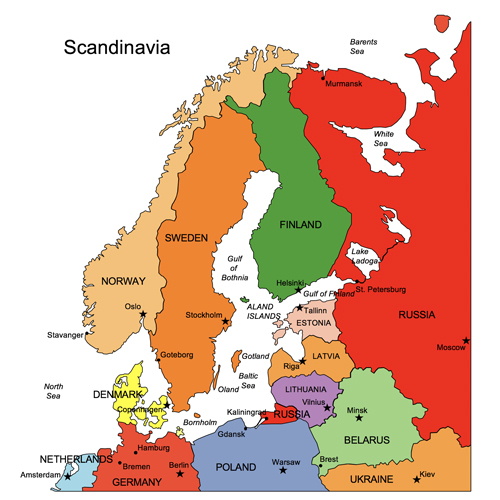 Scandinavia
Barents
Sea
Murmansk
White
Sea
FINLAND
SWEDEN
Gulf
of
Bothnia
Lake
Ladoga
NORWAY
Helsinki
St. Petersburg
Gulf of Finland
Oslo
ALAND
ISLANDS
Tallinn
RUSSIA
Stockholm
ESTONIA
Stavanger
Moscow
Goteborg
Gotland
LATVIA
Riga
Baltic
Sea
North
Sea
Oland
LITHUANIA
DENMARK
Vilnius
Copenhagen
Kaliningrad
RUSSIA
Minsk
Bornholm
Gdansk
BELARUS
Hamburg
NETHERLANDS
Bremen
Berlin
POLAND
Warsaw
Brest
Amsterdam
GERMANY
UKRAINE
Kiev